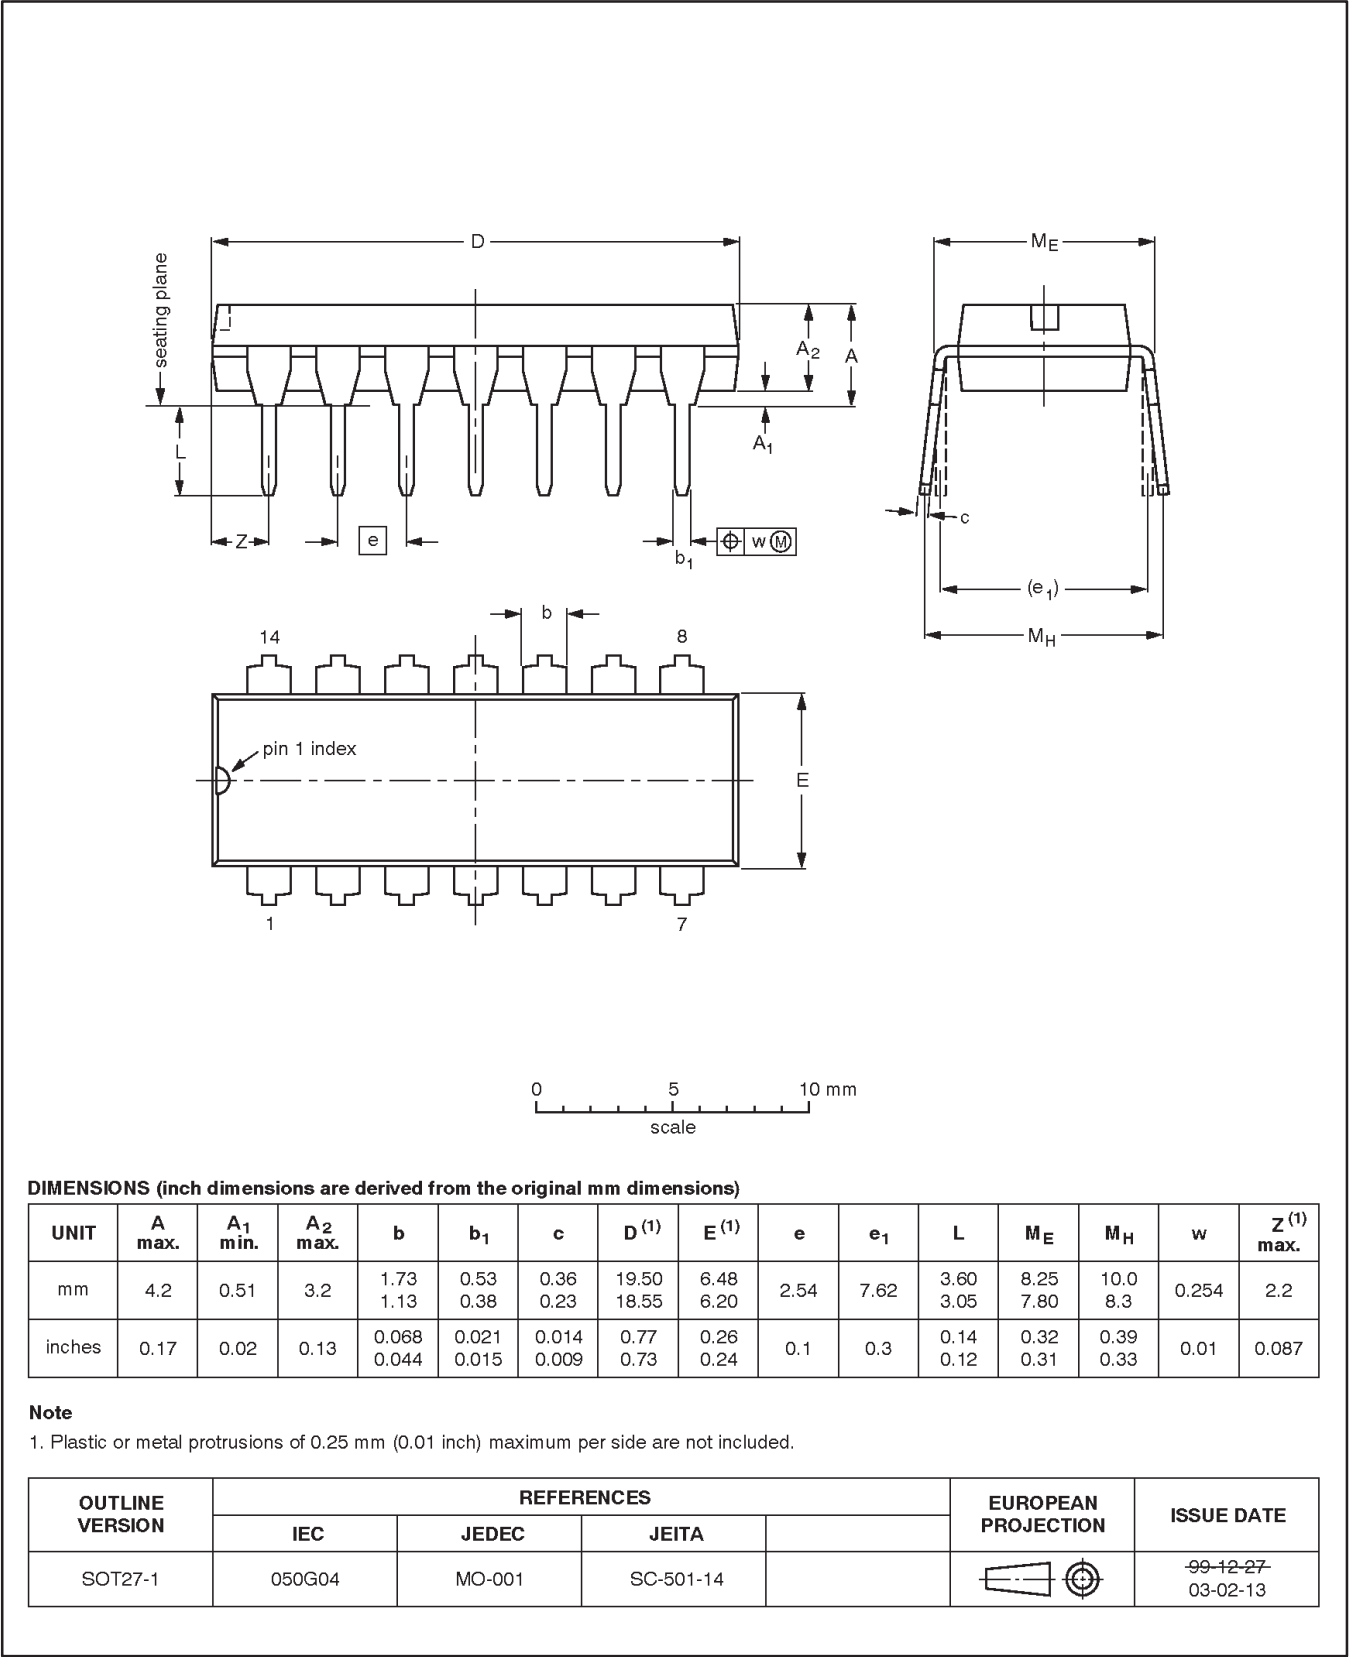 D
ME
seating plane
A2
A
A1
L
Z
e
b1
w M
c
(e1)
MH
b
14
8
pin 1 index
E
1
7
0 5 10 mm
scale
DIMENSIONS (inch dimensions are derived from the original mm dimensions)
UNIT A max. A1 min. A2 max. b b1 c D(1) E(1) e e1 L ME MH w Z(1) max.
mm 4.2 0.51 3.2 1.73 1.13 0.53 0.38 0.36 0.23 19.50 18.55 6.48 6.20 2.54 7.62 3.60 3.05 8.25 7.80 10.0 8.3 0.254 2.2
inches 0.17 0.02 0.13 0.068 0.044 0.021 0.015 0.014 0.009 0.77 0.73 0.26 0.24 0.1 0.3 0.14 0.12 0.32 0.31 0.39 0.33 0.01 0.087
Note
1. Plastic or metal protrusions of 0.25 mm (0.01 inch) maximum per side are not included.
OUTLINE VERSION REFERENCES EUROPEAN PROJECTION ISSUE DATE
IEC JEDEC JEITA
SOT27-1 050G04 MO-001 SC-501-14 99-12-27
03-02-13